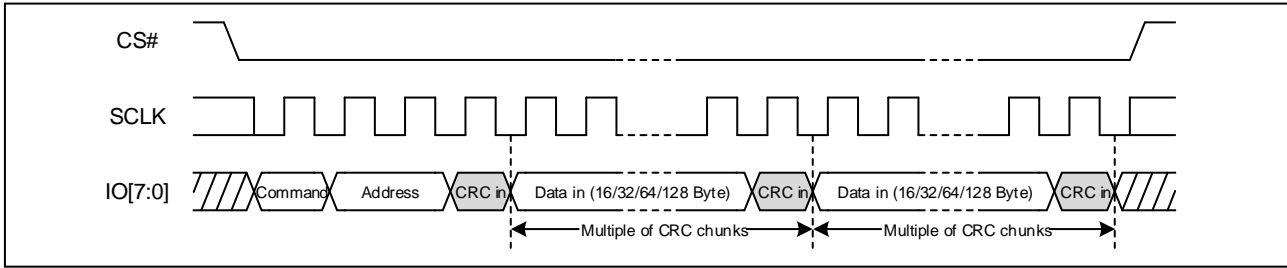 CS#
SCLK
IO[7:0] Command Address CRC in Data in (16/32/64/128 Byte) CRC in Data in (16/32/64/128 Byte) CRC in
Multiple of CRC chunks Multiple of CRC chunks